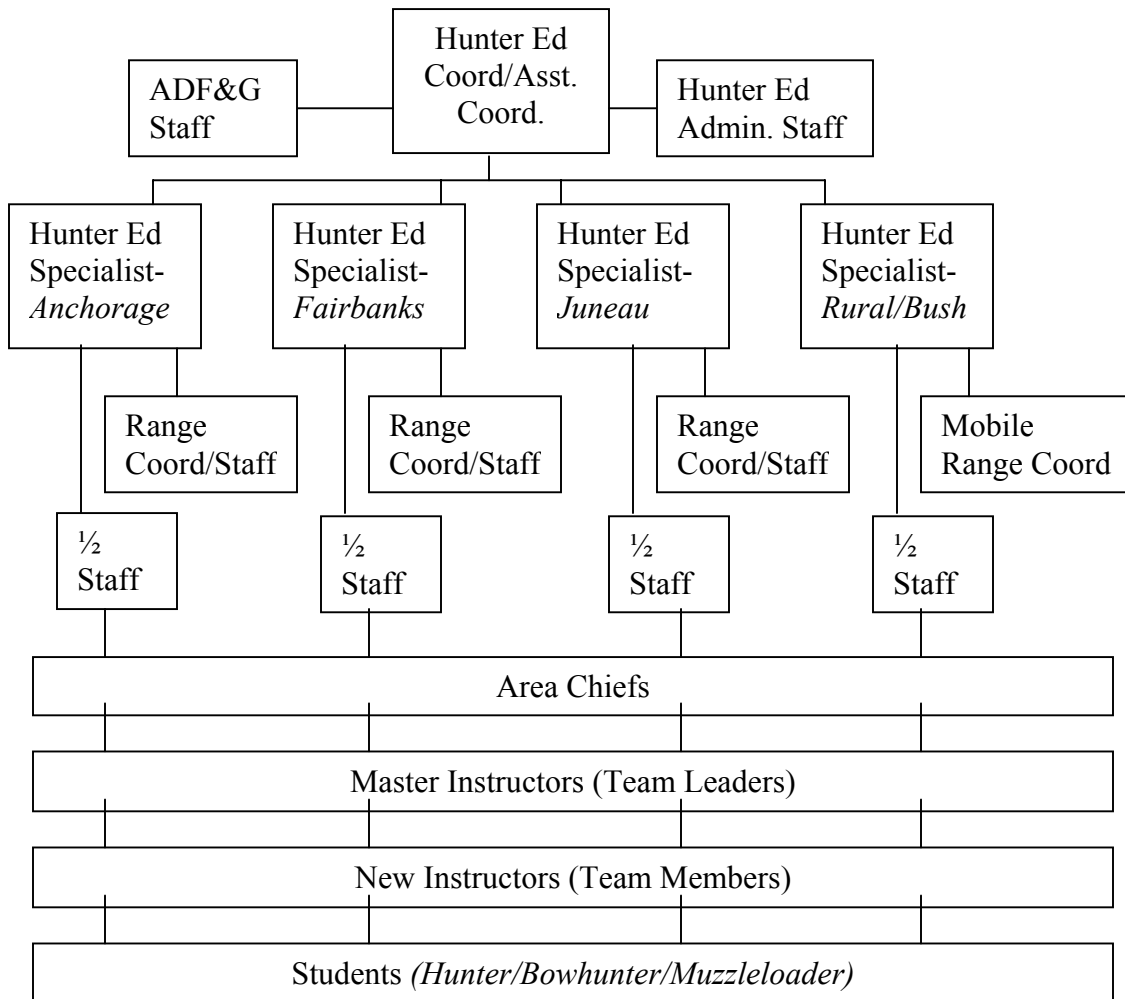 Hunter Ed
Coord/Asst.
Coord.
ADF&G
Staff
Hunter Ed
Admin. Staff
Hunter Ed
Specialist-
Anchorage
Hunter Ed
Specialist-
Fairbanks
Hunter Ed
Specialist-
Juneau
Hunter Ed
Specialist-
Rural/Bush
Range
Coord/Staff
Range
Coord/Staff
Range
Coord/Staff
Mobile
Range Coord
½
Staff
½
Staff
½
Staff
½
Staff
Area Chiefs
Master Instructors (Team Leaders)
New Instructors (Team Members)
Students (Hunter/Bowhunter/Muzzleloader)